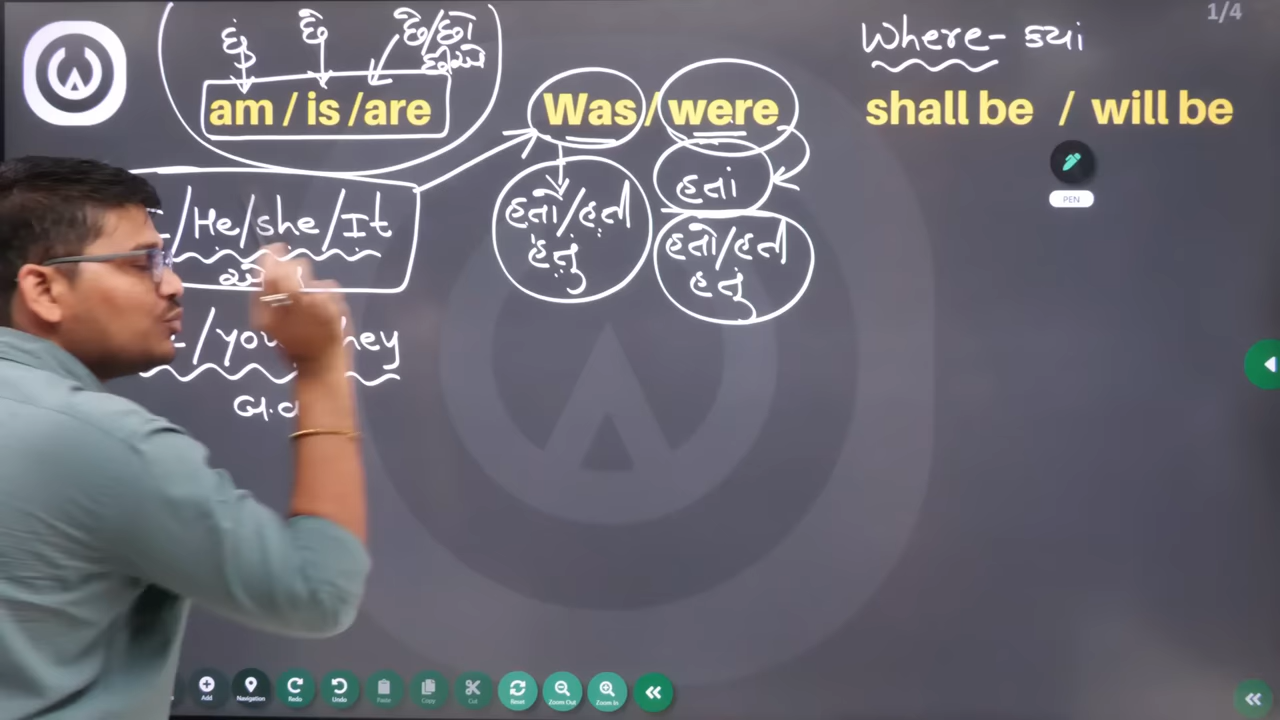 1/4
છું છે છે/છો
છીએ
Where - ક્યાં
am / is /are
Was/were
shall be / will be
PEN
હતાં
I/He/she/It
હતો/હતી
હતું
હતો/હતી
હતું
/you
hey
બ.વ
Add Navigation Redo Undo Paste Copy Cut Reset Zoom Out Zoom In